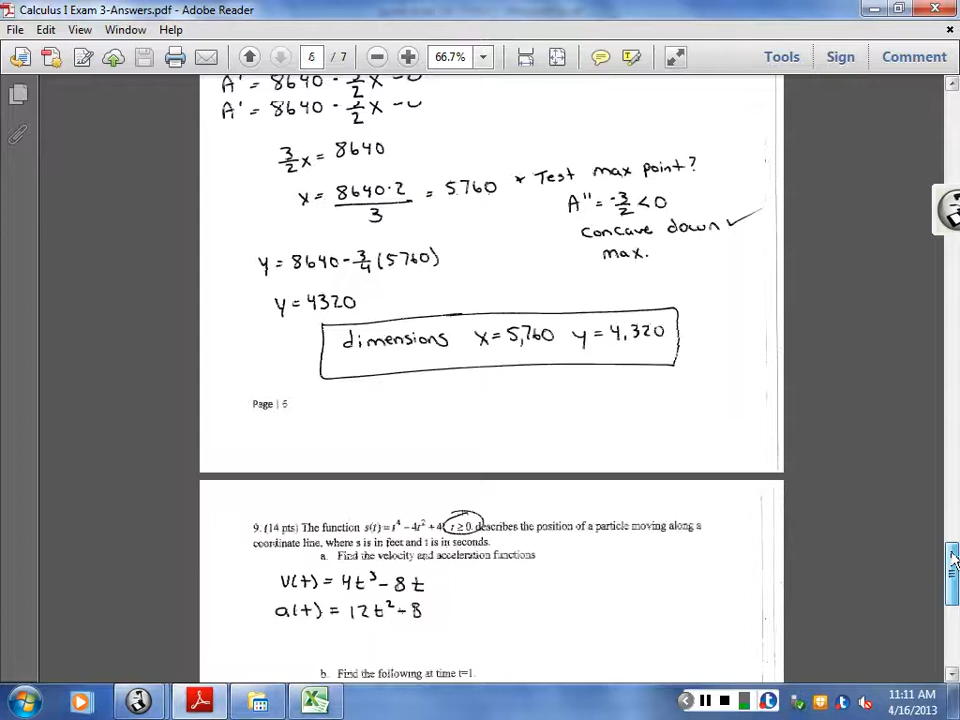 Calculus I Exam 3-Answers.pdf - Adobe Reader
File Edit View Window Help
6 / 7 66.7% Tools Sign Comment
A' = 8640 - 3/2 x - 0
A' = 8640 - 3/2 x - 0
3/2 x = 8640
x = 8640·2 / 3 = 5760
* Test max point?
A'' = -3/2 < 0
concave down ✓
max.
y = 8640 - 3/4 (5760)
y = 4320
dimensions x = 5,760 y = 4,320
Page | 6
9. (14 pts) The function s(t) = t⁴ - 4t² + 4, t ≥ 0, describes the position of a particle moving along a
coordinate line, where s is in feet and t is in seconds.
a. Find the velocity and acceleration functions
v(t) = 4t³ - 8t
a(t) = 12t² - 8
b. Find the following at time t=1.
11:11 AM
4/16/2013